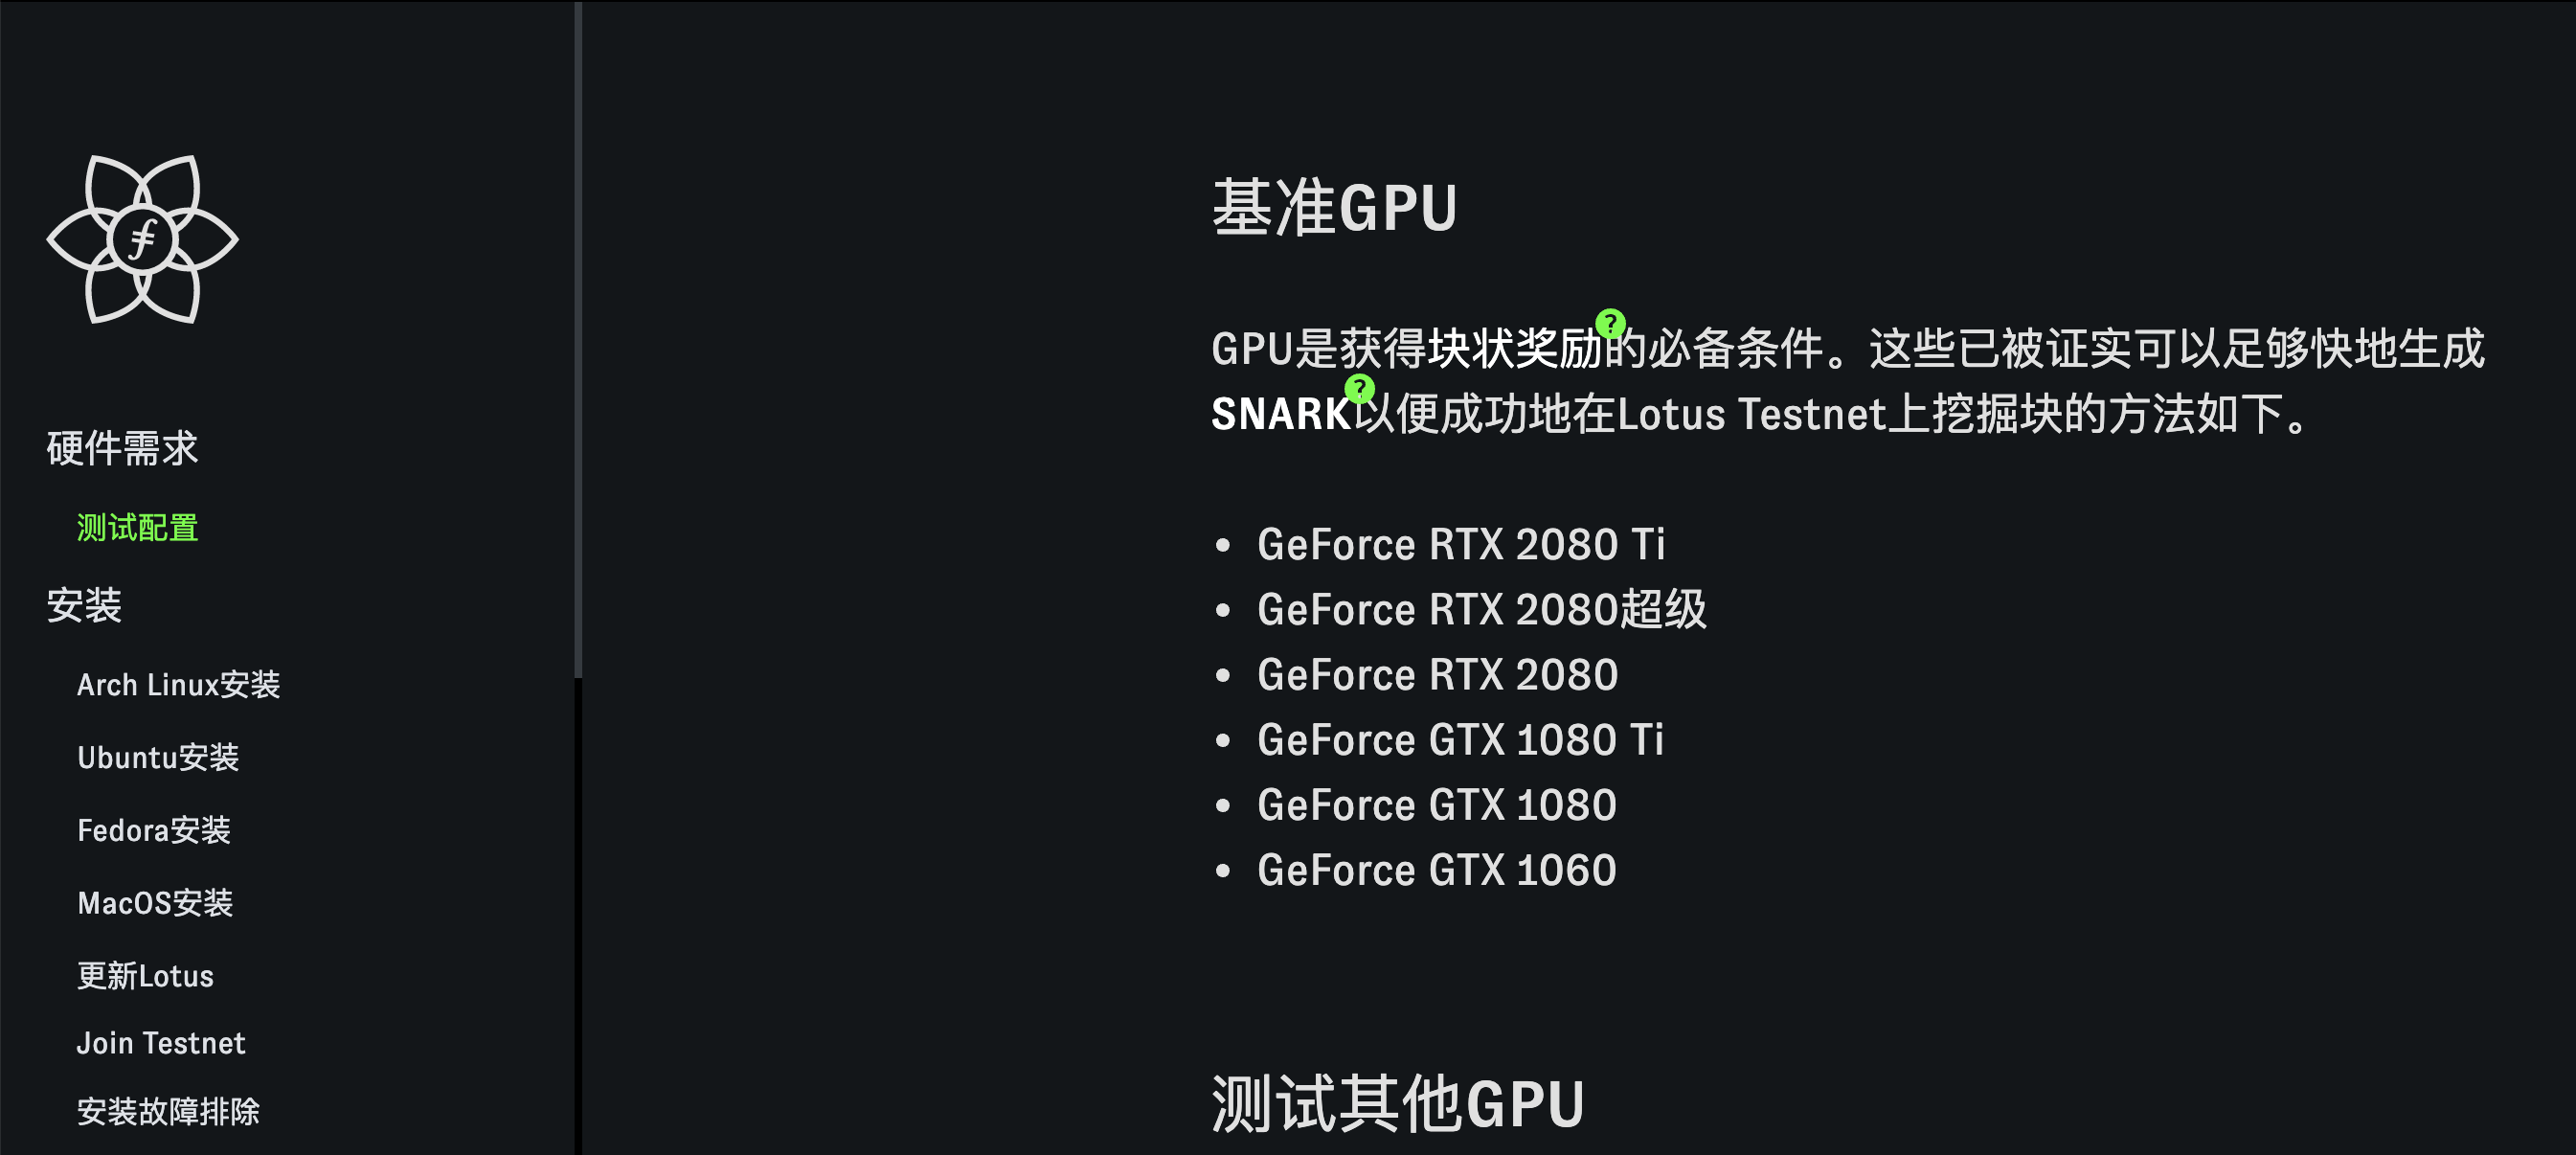 硬件需求
测试配置
安装
Arch Linux安装
Ubuntu安装
Fedora安装
MacOS安装
更新Lotus
Join Testnet
安装故障排除
基准GPU
GPU是获得块状奖励?的必备条件。这些已被证实可以足够快地生成
SNARK?以便成功地在Lotus Testnet上挖掘块的方法如下。
• GeForce RTX 2080 Ti
• GeForce RTX 2080超级
• GeForce RTX 2080
• GeForce GTX 1080 Ti
• GeForce GTX 1080
• GeForce GTX 1060
测试其他GPU